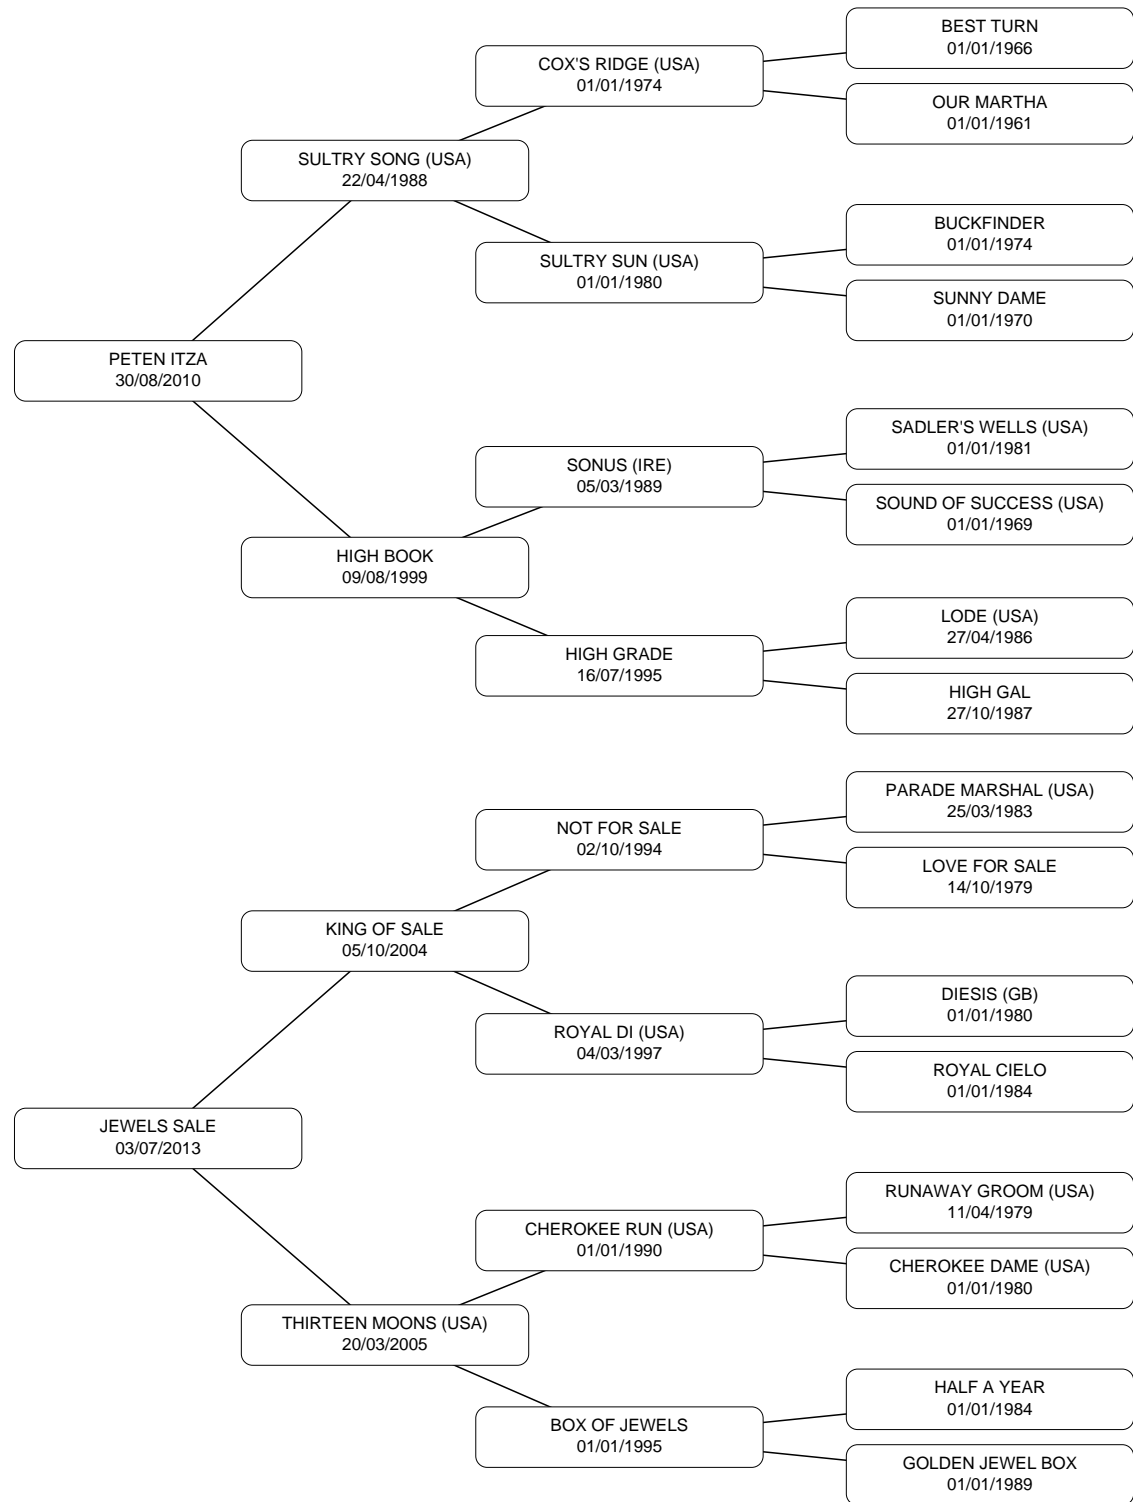 BEST TURN
01/01/1966
COX'S RIDGE (USA)
01/01/1974
OUR MARTHA
01/01/1961
SULTRY SONG (USA)
22/04/1988
BUCKFINDER
01/01/1974
SULTRY SUN (USA)
01/01/1980
SUNNY DAME
01/01/1970
PETEN ITZA
30/08/2010
SADLER'S WELLS (USA)
01/01/1981
SONUS (IRE)
05/03/1989
SOUND OF SUCCESS (USA)
01/01/1969
HIGH BOOK
09/08/1999
LODE (USA)
27/04/1986
HIGH GRADE
16/07/1995
HIGH GAL
27/10/1987
PARADE MARSHAL (USA)
25/03/1983
NOT FOR SALE
02/10/1994
LOVE FOR SALE
14/10/1979
KING OF SALE
05/10/2004
DIESIS (GB)
01/01/1980
ROYAL DI (USA)
04/03/1997
ROYAL CIELO
01/01/1984
JEWELS SALE
03/07/2013
RUNAWAY GROOM (USA)
11/04/1979
CHEROKEE RUN (USA)
01/01/1990
CHEROKEE DAME (USA)
01/01/1980
THIRTEEN MOONS (USA)
20/03/2005
HALF A YEAR
01/01/1984
BOX OF JEWELS
01/01/1995
GOLDEN JEWEL BOX
01/01/1989